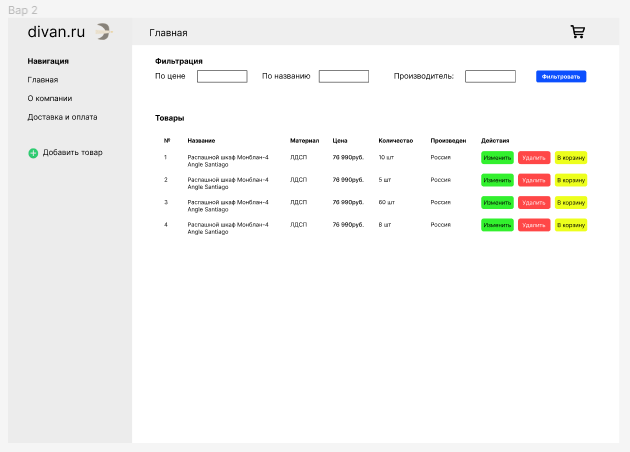 Вар 2
divan.ru
Главная
Навигация
Главная
О компании
Доставка и оплата
Добавить товар
Фильтрация
По цене По названию Производитель: Фильтровать
Товары
№ Название Материал Цена Количество Произведен Действия
1 Распашной шкаф Монблан-4 ЛДСП 76 990руб. 10 шт Россия Изменить Удалить В корзину
Angle Santiago
2 Распашной шкаф Монблан-4 ЛДСП 76 990руб. 5 шт Россия Изменить Удалить В корзину
Angle Santiago
3 Распашной шкаф Монблан-4 ЛДСП 76 990руб. 60 шт Россия Изменить Удалить В корзину
Angle Santiago
4 Распашной шкаф Монблан-4 ЛДСП 76 990руб. 8 шт Россия Изменить Удалить В корзину
Angle Santiago